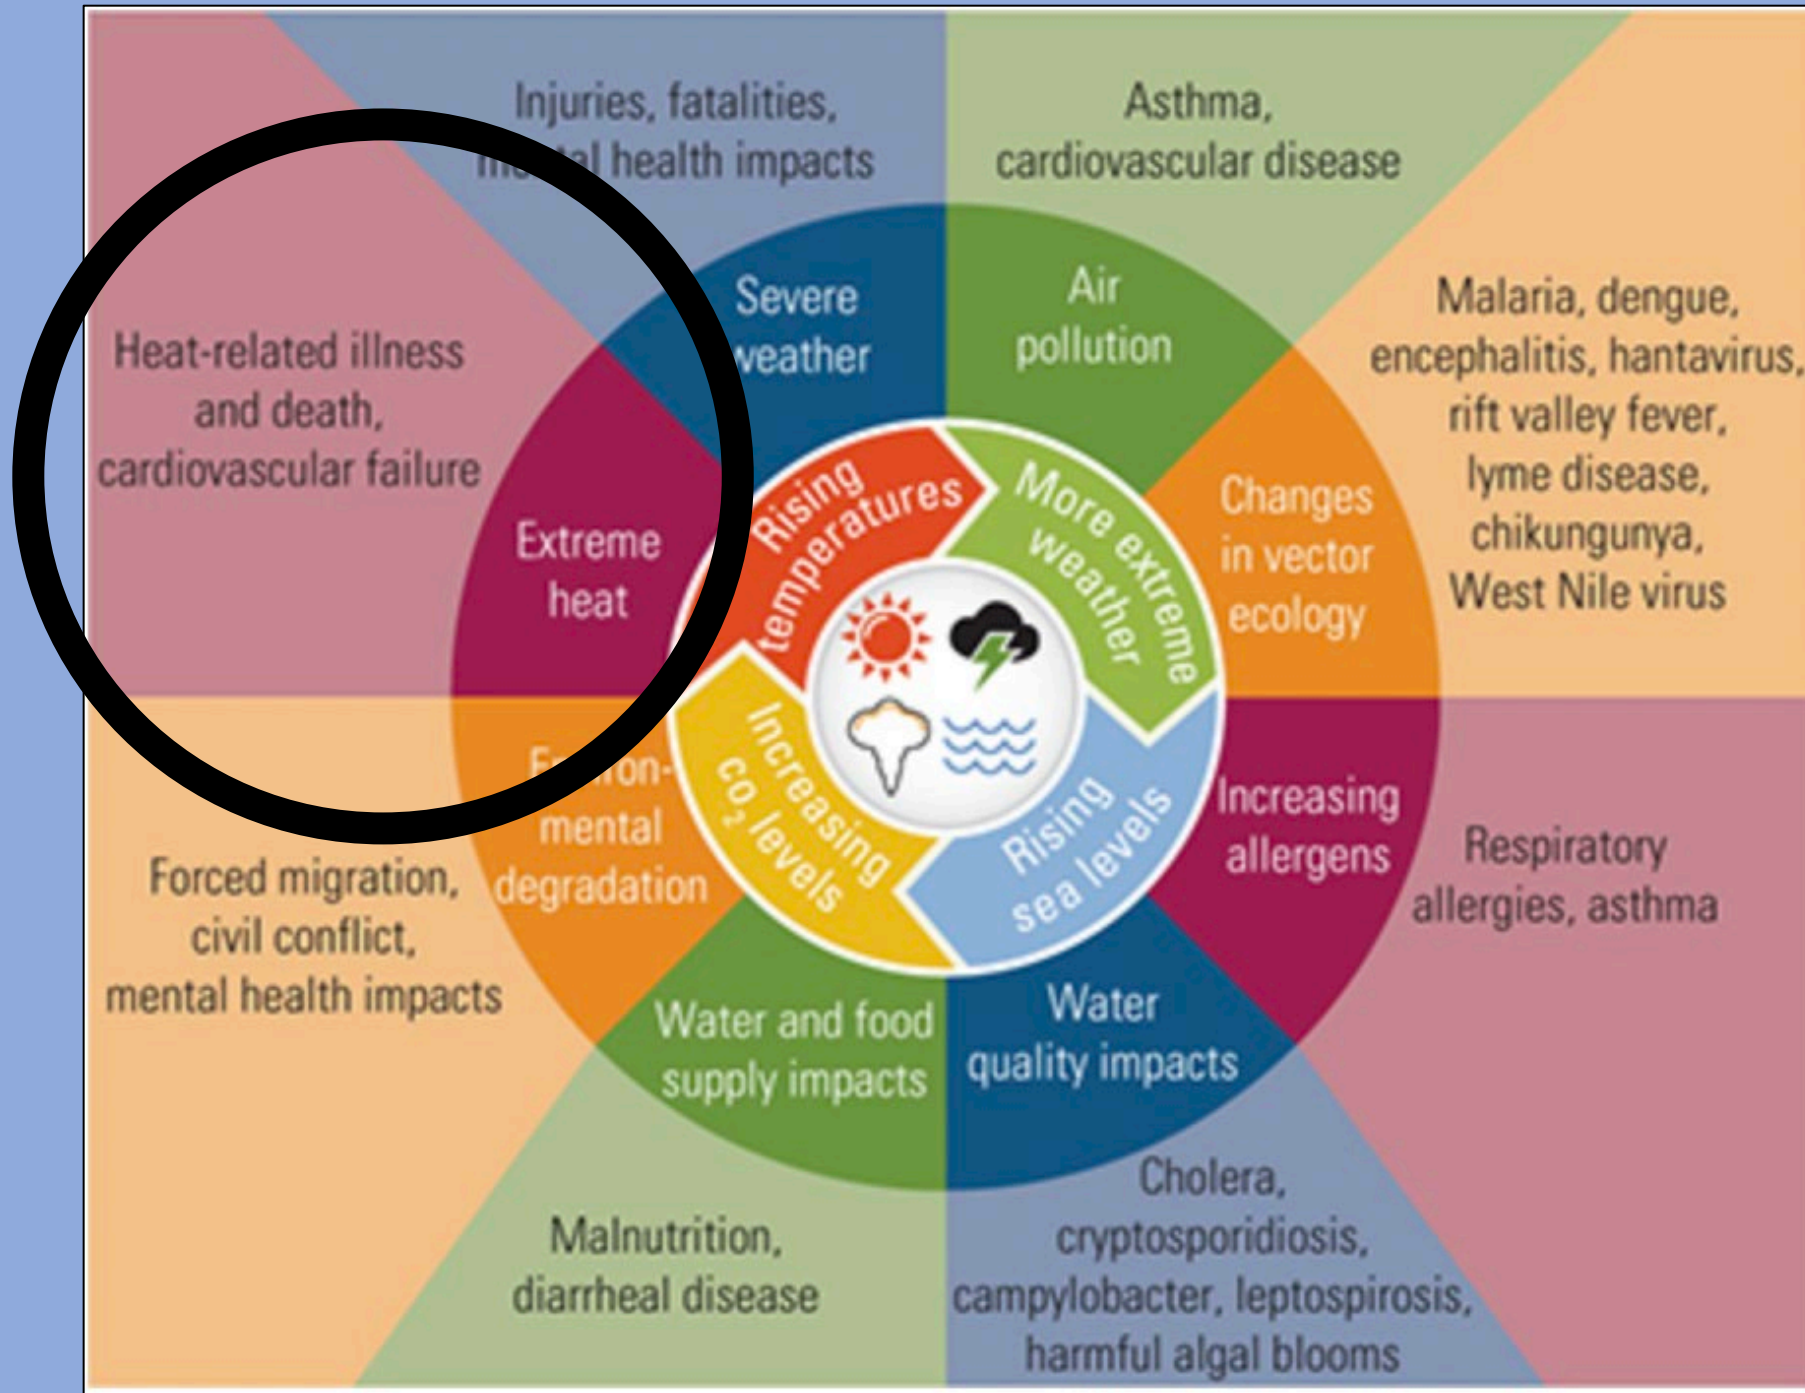 Injuries, fatalities,
mental health impacts
Asthma,
cardiovascular disease
Severe
weather
Air
pollution
Malaria, dengue,
encephalitis, hantavirus,
rift valley fever,
lyme disease,
chikungunya,
West Nile virus
Heat-related illness
and death,
cardiovascular failure
Extreme
heat
Changes
in vector
ecology
Rising
temperatures
More extreme
weather
Increasing
CO2 levels
Rising
sea levels
Environ-
mental
degradation
Increasing
allergens
Forced migration,
civil conflict,
mental health impacts
Respiratory
allergies, asthma
Water and food
supply impacts
Water
quality impacts
Malnutrition,
diarrheal disease
Cholera,
cryptosporidiosis,
campylobacter, leptospirosis,
harmful algal blooms